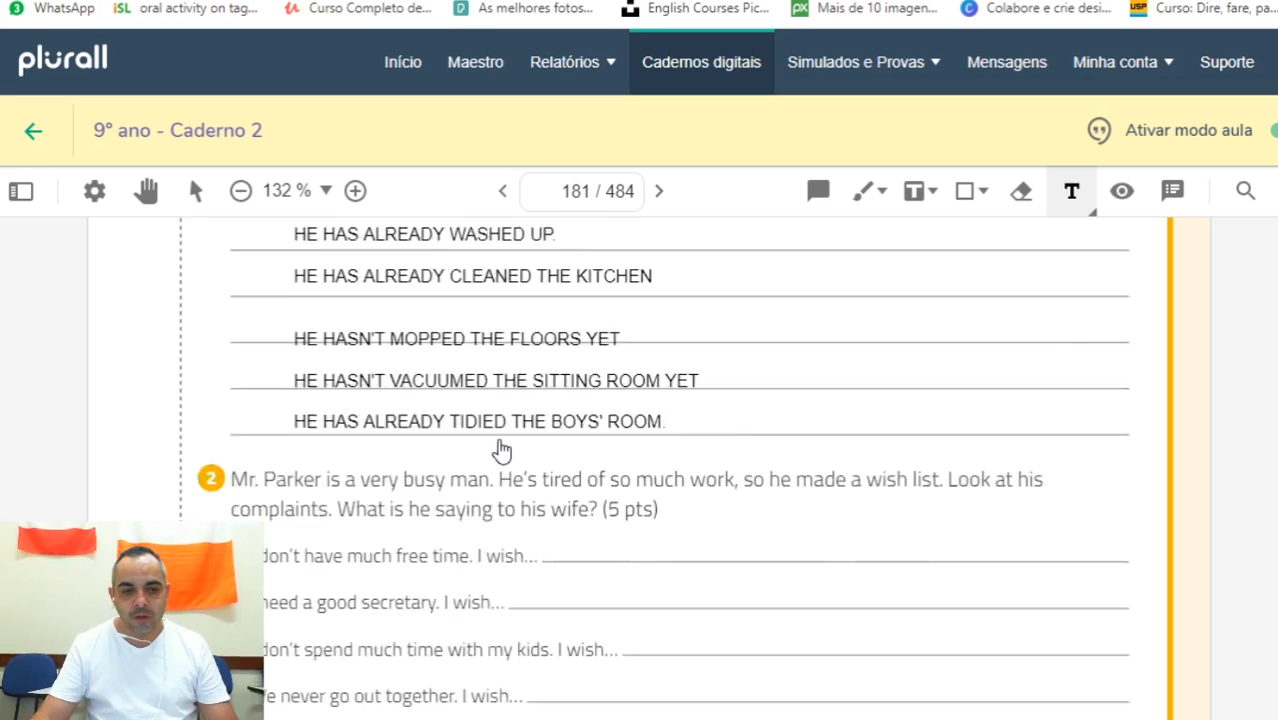 WhatsApp iSL oral activity on tag... Curso Completo de... As melhores fotos... English Courses Pic... px Mais de 10 imagen... Colabore e crie desi... USP Curso: Dire, fare, pa
plurall Início Maestro Relatórios Cadernos digitais Simulados e Provas Mensagens Minha conta Suporte
9º ano - Caderno 2 Ativar modo aula
132 % 181 / 484 T
HE HAS ALREADY WASHED UP.
HE HAS ALREADY CLEANED THE KITCHEN
HE HASN'T MOPPED THE FLOORS YET
HE HASN'T VACUUMED THE SITTING ROOM YET
HE HAS ALREADY TIDIED THE BOYS' ROOM.
2 Mr. Parker is a very busy man. He's tired of so much work, so he made a wish list. Look at his
complaints. What is he saying to his wife? (5 pts)
don't have much free time. I wish...
need a good secretary. I wish...
don't spend much time with my kids. I wish...
never go out together. I wish...